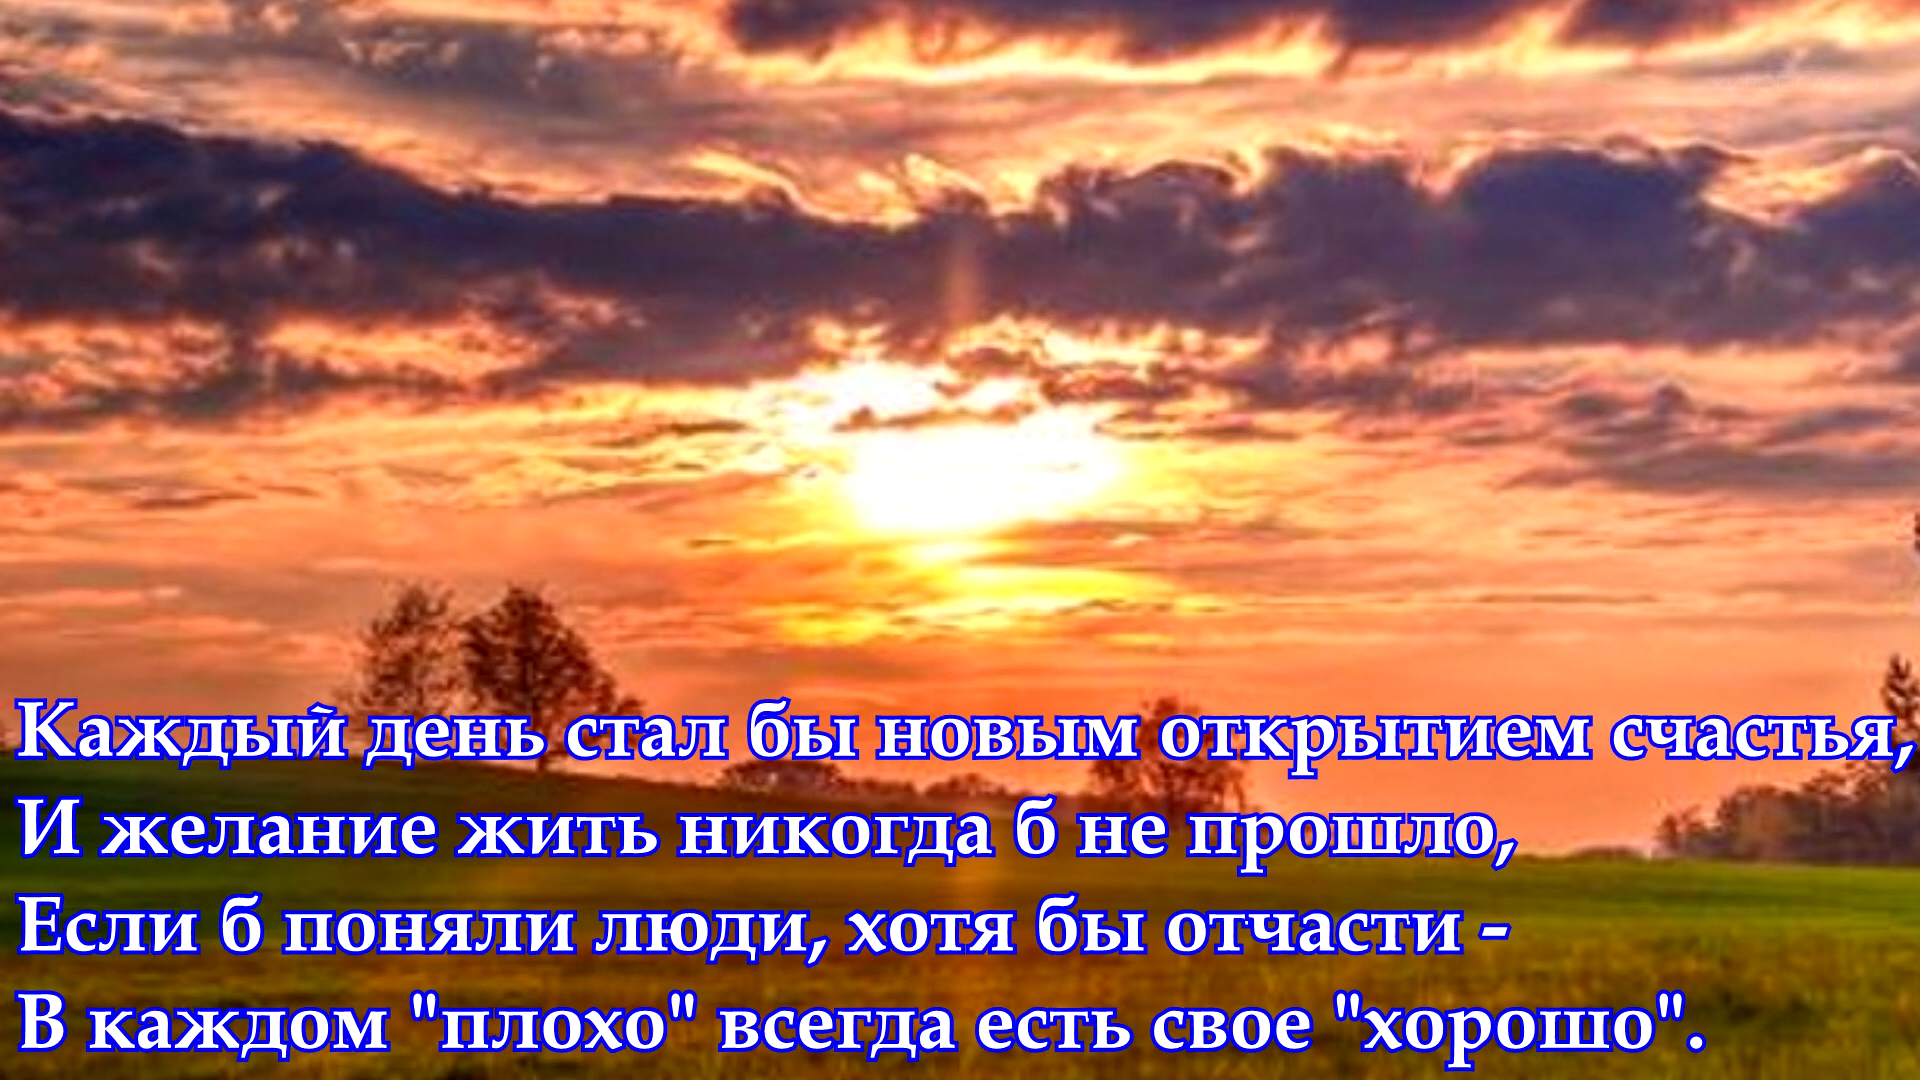 Каждый день стал бы новым открытием счастья,
И желание жить никогда б не прошло,
Если б поняли люди, хотя бы отчасти -
В каждом "плохо" всегда есть свое "хорошо".